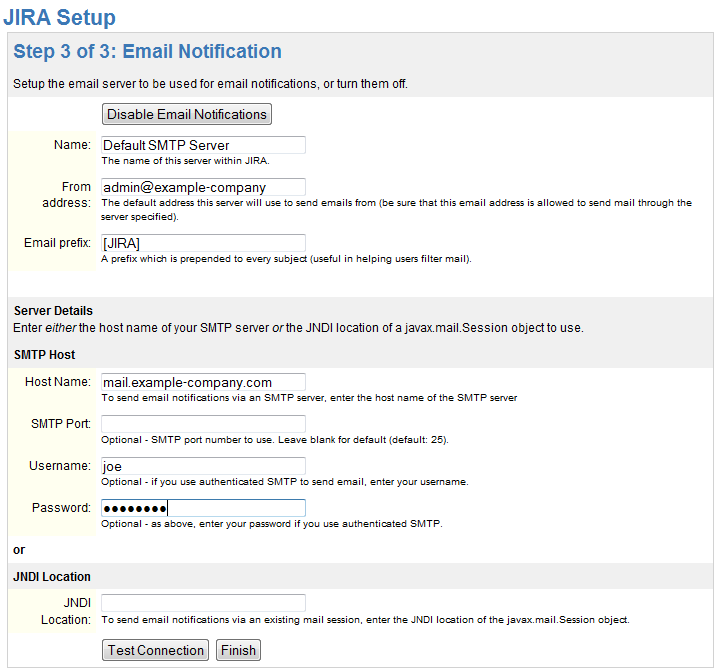 JIRA Setup
Step 3 of 3: Email Notification
Setup the email server to be used for email notifications, or turn them off.
Disable Email Notifications
Name: Default SMTP Server
The name of this server within JIRA.
From address: admin@example-company
The default address this server will use to send emails from (be sure that this email address is allowed to send mail through the
server specified).
Email prefix: [JIRA]
A prefix which is prepended to every subject (useful in helping users filter mail).
Server Details
Enter either the host name of your SMTP server or the JNDI location of a javax.mail.Session object to use.
SMTP Host
Host Name: mail.example-company.com
To send email notifications via an SMTP server, enter the host name of the SMTP server
SMTP Port:
Optional - SMTP port number to use. Leave blank for default (default: 25).
Username: joe
Optional - if you use authenticated SMTP to send email, enter your username.
Password: ●●●●●●●●
Optional - as above, enter your password if you use authenticated SMTP.
or
JNDI Location
JNDI Location:
To send email notifications via an existing mail session, enter the JNDI location of the javax.mail.Session object.
Test Connection Finish